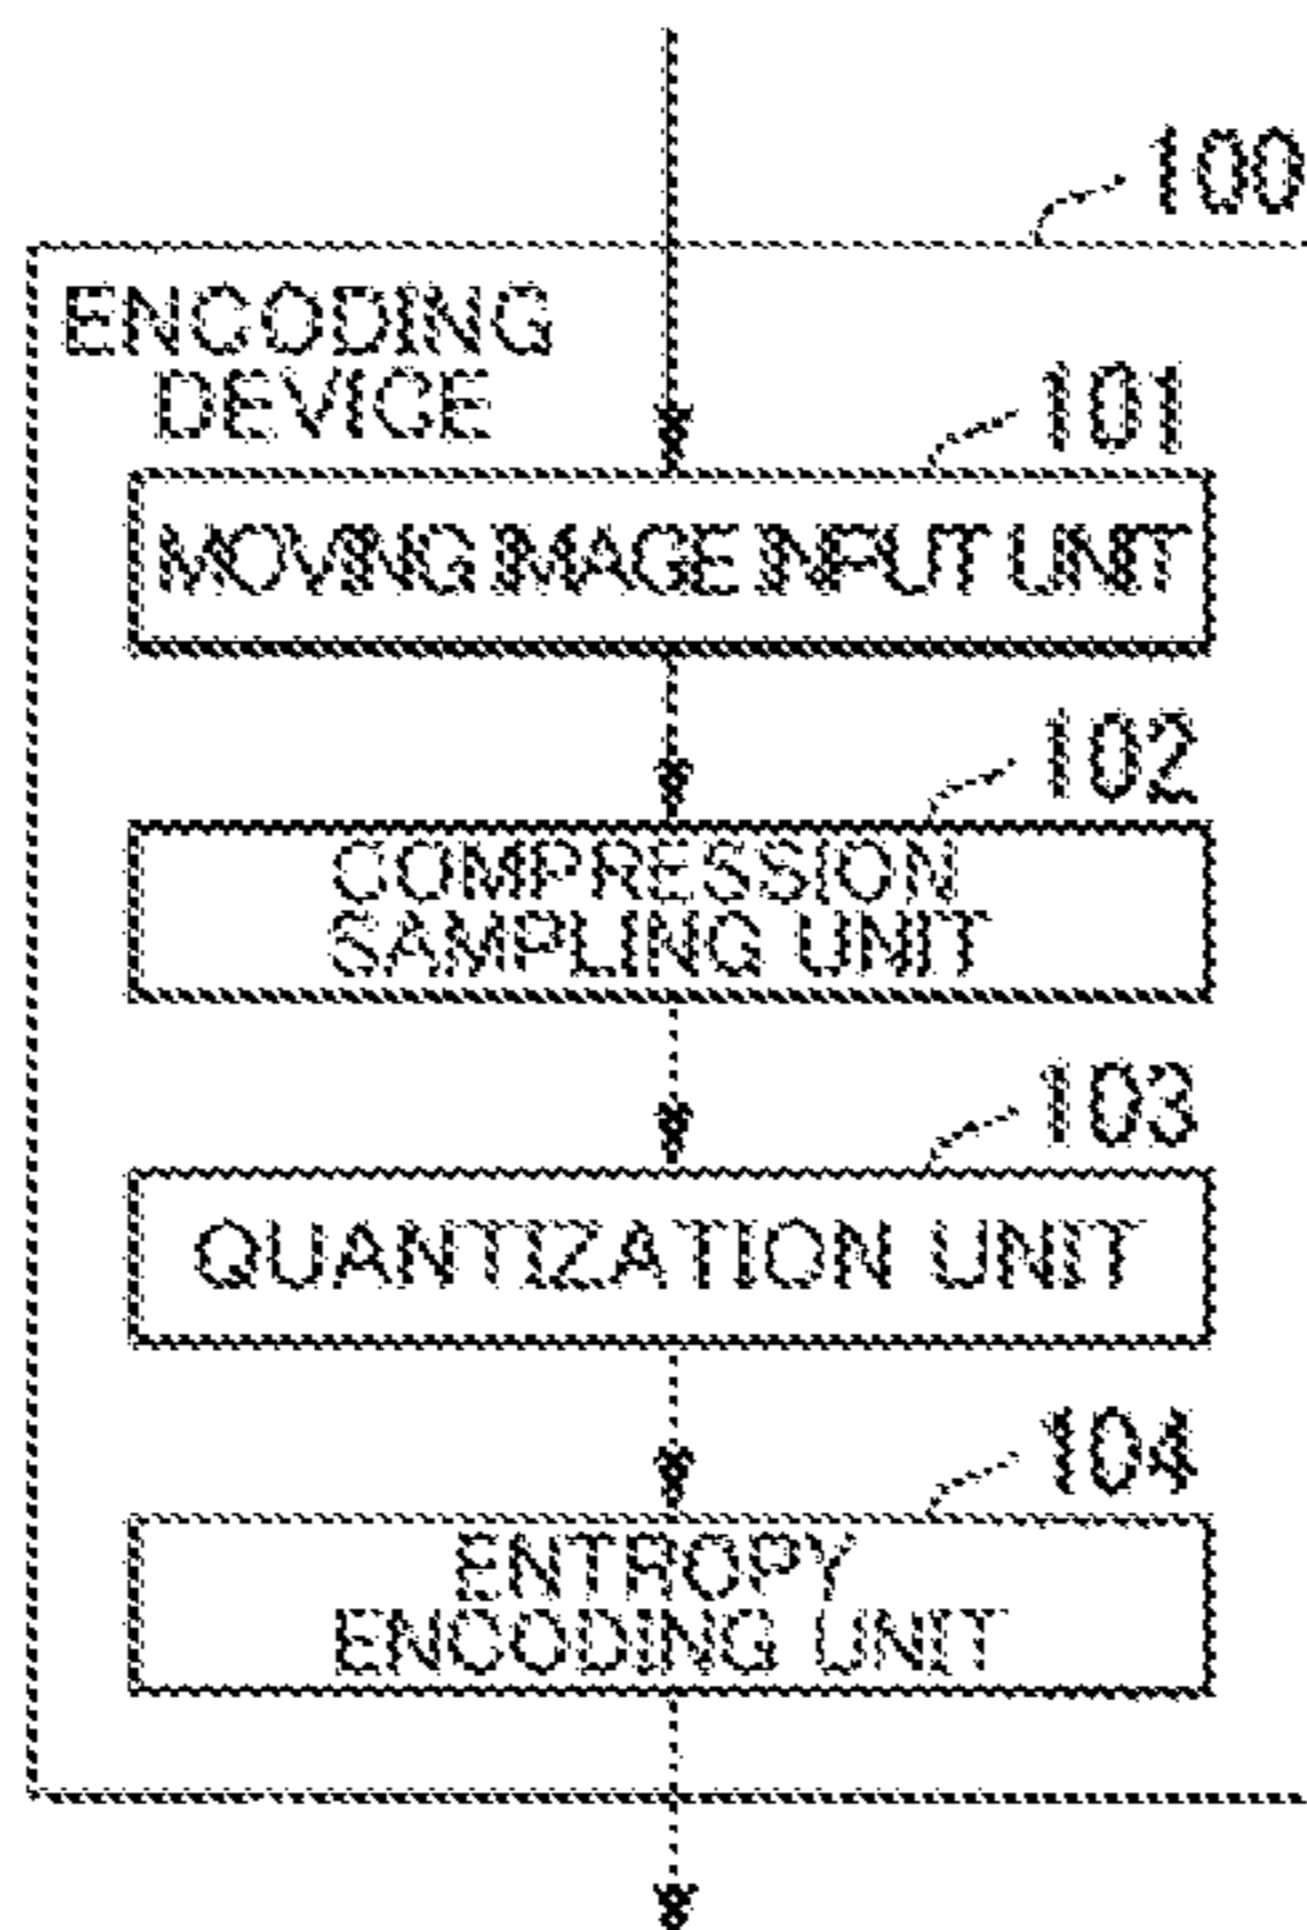 100
ENCODING
DEVICE
101
MOVING IMAGE INPUT UNIT
102
COMPRESSION
SAMPLING UNIT
103
QUANTIZATION UNIT
104
ENTROPY
ENCODING UNIT